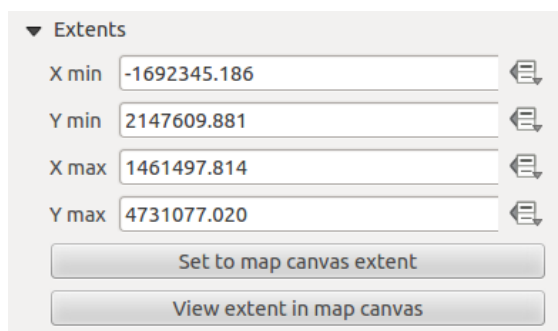 Extents
X min -1692345.186
Y min 2147609.881
X max 1461497.814
Y max 4731077.020
Set to map canvas extent
View extent in map canvas